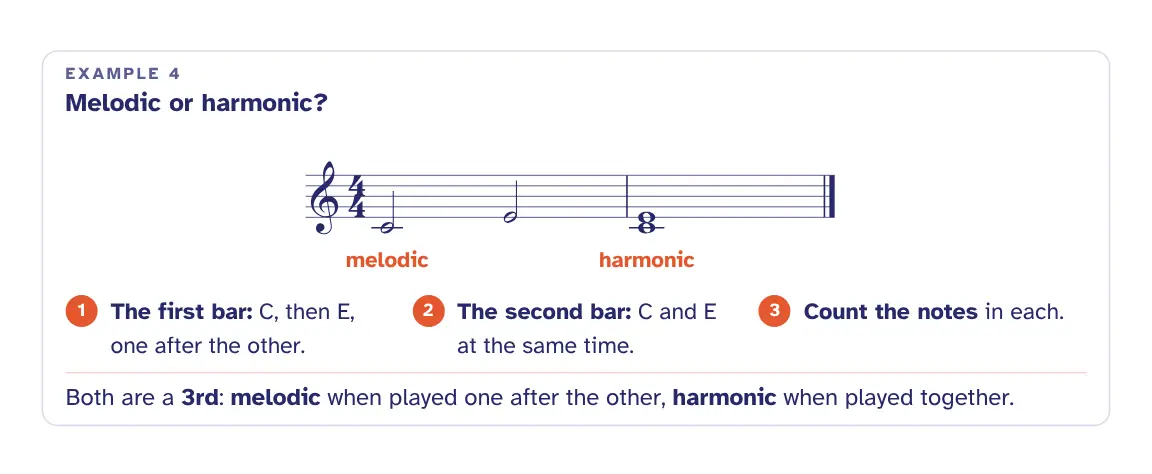 EXAMPLE 4
Melodic or harmonic?
4
4
melodic
harmonic
1
The first bar: C, then E,
one after the other.
2
The second bar: C and E
at the same time.
3
Count the notes in each.
Both are a 3rd: melodic when played one after the other, harmonic when played together.